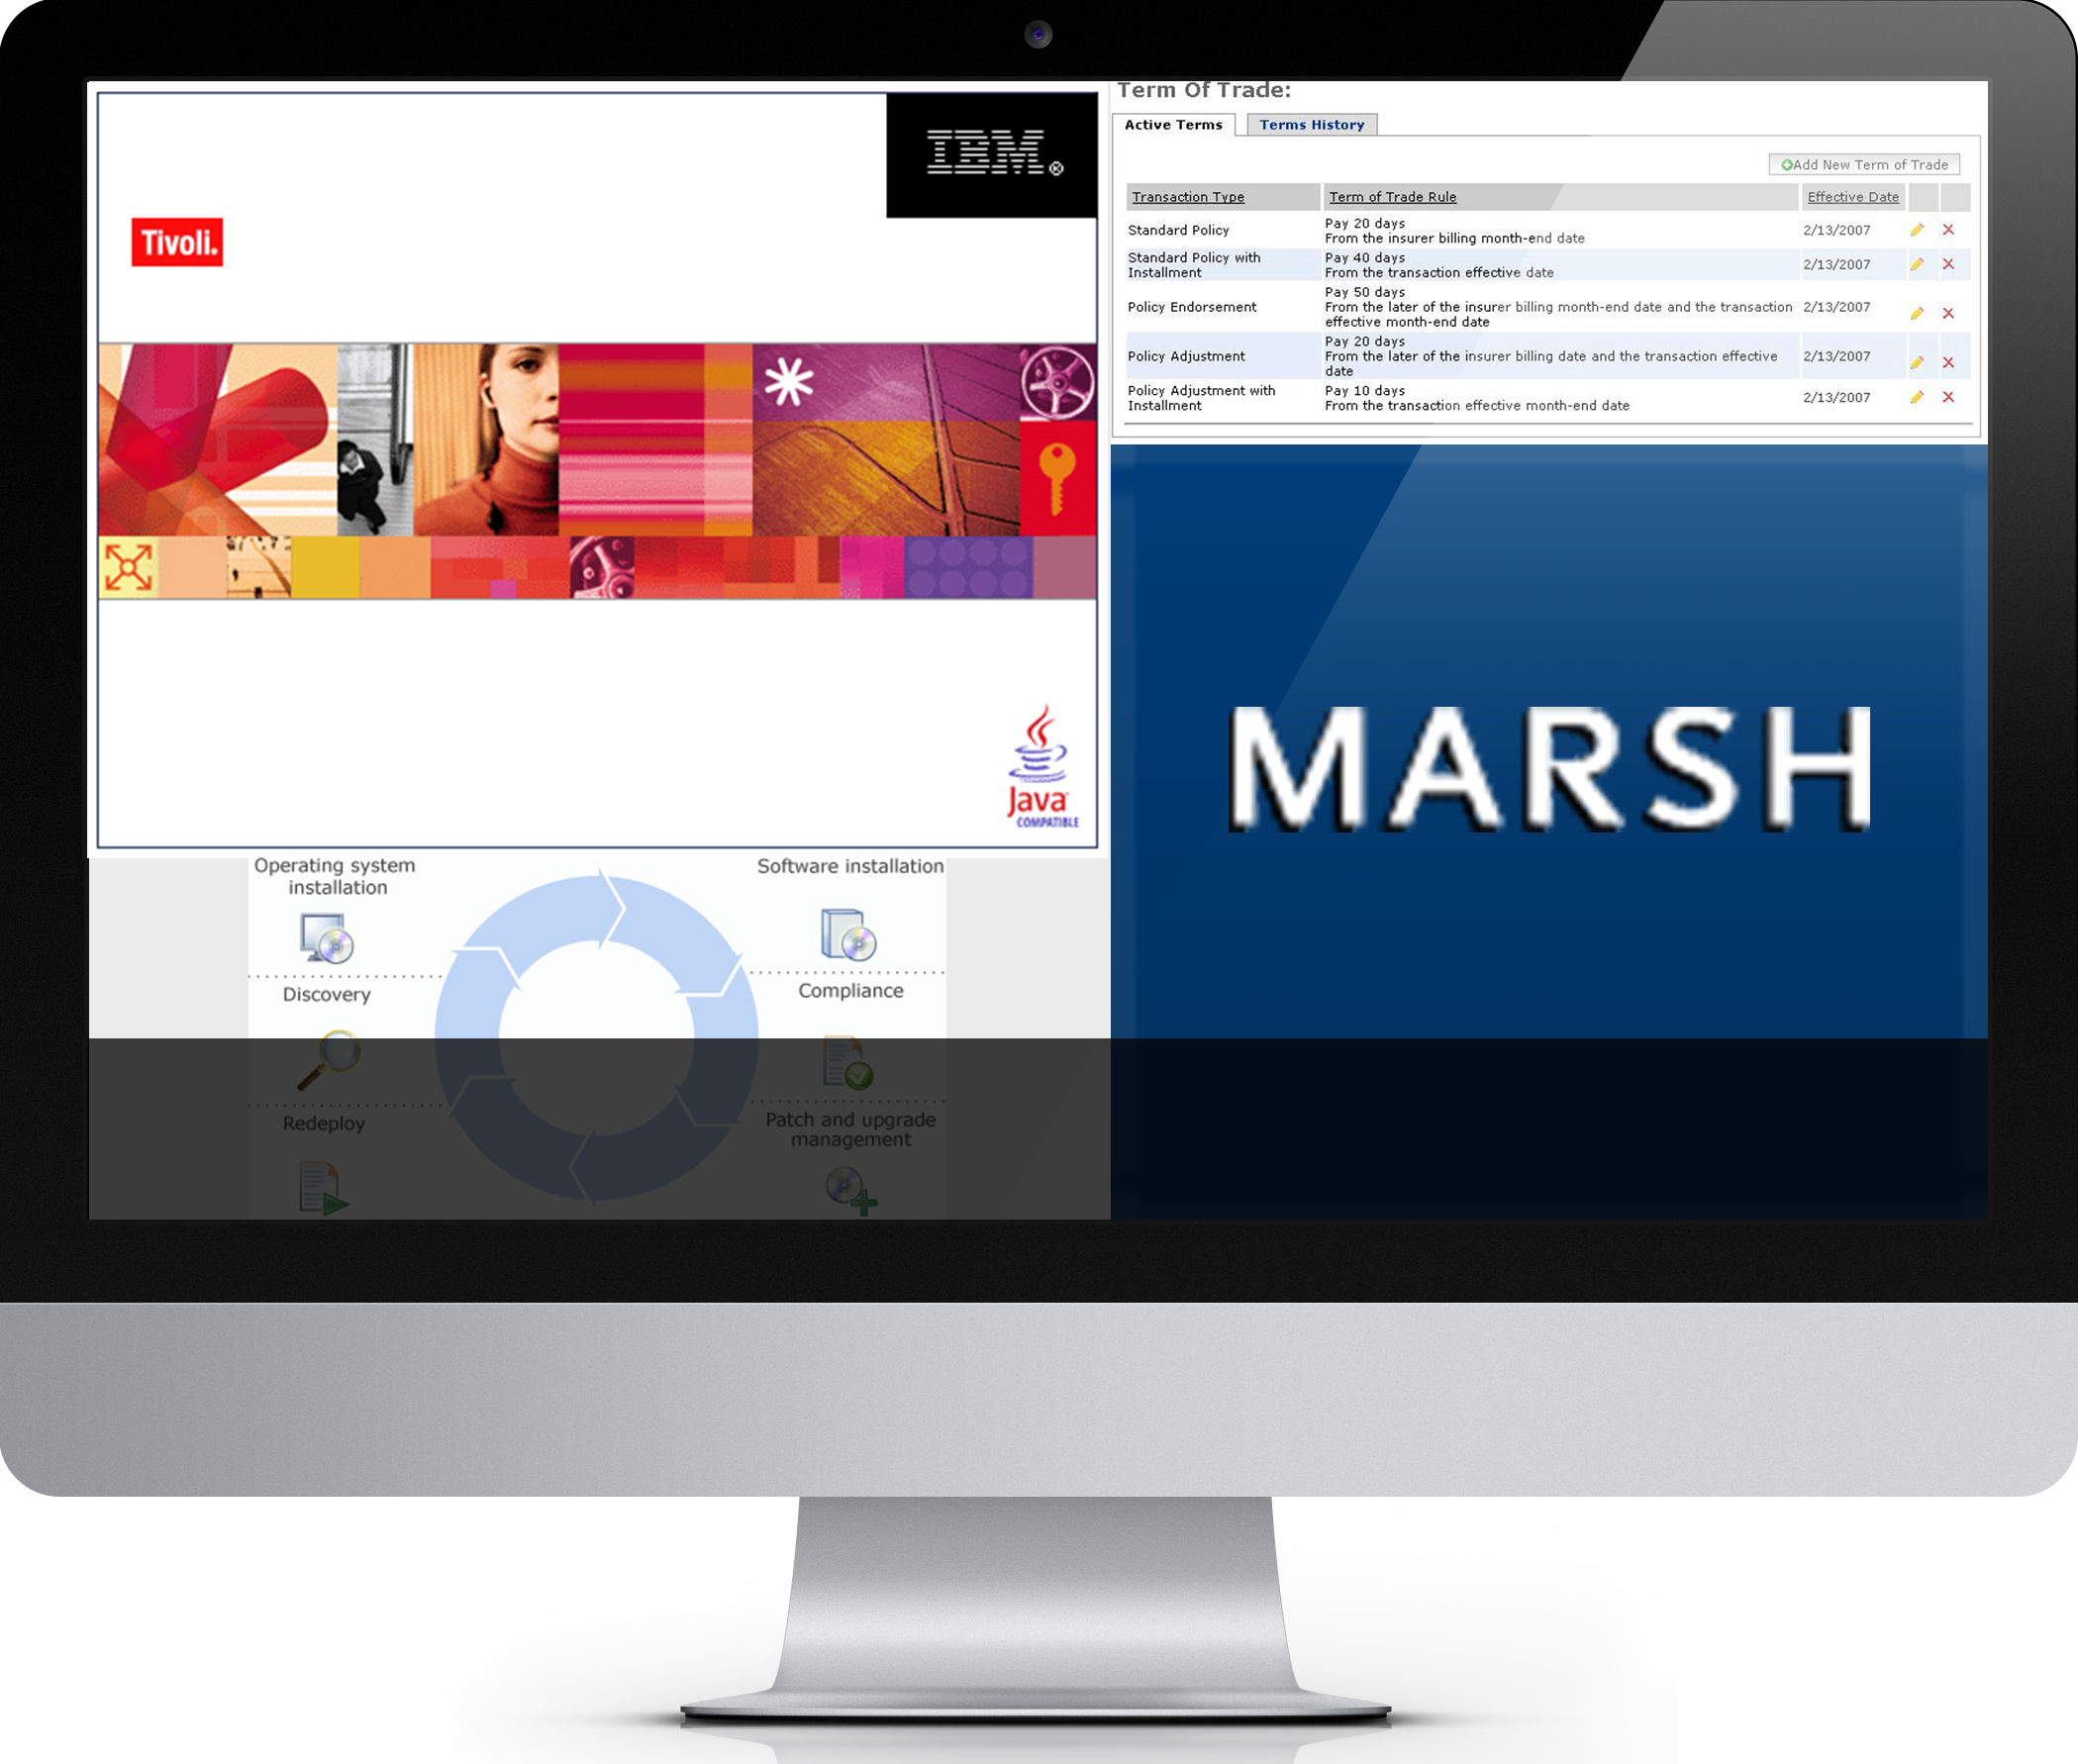 IBM®
Tivoli.
Java
COMPATIBLE
Term Of Trade:
Active Terms
Terms History
Add New Term of Trade
Transaction Type
Term of Trade Rule
Effective Date
Standard Policy
Pay 20 days
From the insurer billing month-end date
2/13/2007
Standard Policy with
Installment
Pay 40 days
From the transaction effective date
2/13/2007
Policy Endorsement
Pay 50 days
From the later of the insurer billing month-end date and the transaction
effective month-end date
2/13/2007
Policy Adjustment
Pay 20 days
From the later of the insurer billing date and the transaction effective
date
2/13/2007
Policy Adjustment with
Installment
Pay 10 days
From the transaction effective month-end date
2/13/2007
MARSH
Operating system
installation
Software installation
Discovery
Compliance
Redeploy
Patch and upgrade
management